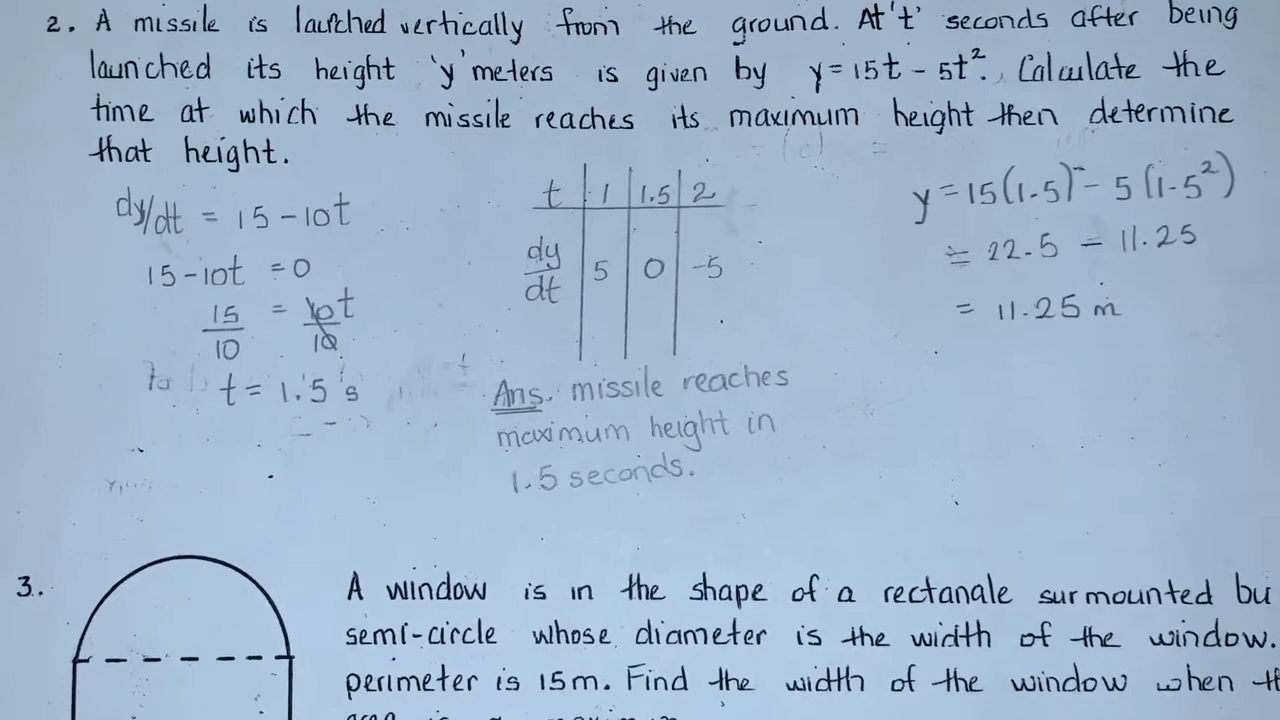 2. A missile is launched vertically from the ground. At 't' seconds after being
launched its height 'y' meters is given by y = 15t - 5t². Calculate the
time at which the missile reaches its maximum height then determine
that height.
dy/dt = 15 - 10t
15 - 10t = 0
15/10 = 10t/10
t = 1.5 s
t | 1 | 1.5 | 2
dy/dt | 5 | 0 | -5
Ans. missile reaches
maximum height in
1.5 seconds.
y = 15(1.5) - 5(1.5²)
= 22.5 - 11.25
= 11.25 m
3. A window is in the shape of a rectangle surmounted
semi-circle whose diameter is the width of the window.
perimeter is 15m. Find the width of the window when